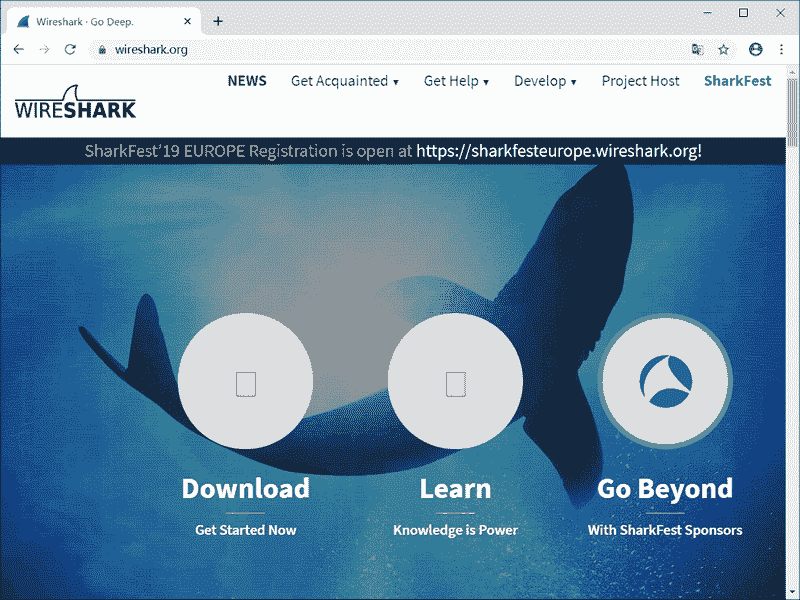 Wireshark · Go Deep.
wireshark.org
NEWS Get Acquainted ▾ Get Help ▾ Develop ▾ Project Host SharkFest
WIRESHARK
SharkFest'19 EUROPE Registration is open at https://sharkfesteurope.wireshark.org!
Download Learn Go Beyond
Get Started Now Knowledge is Power With SharkFest Sponsors